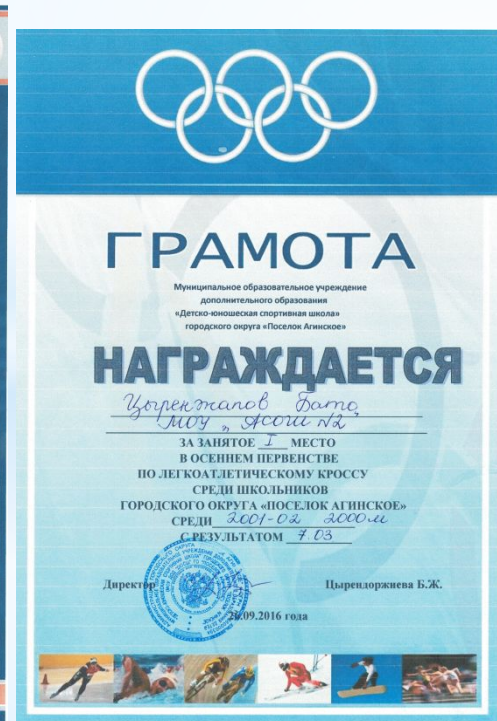 ГРАМОТА
Муниципальное образовательное учреждение
дополнительного образования
«Детско-юношеская спортивная школа»
городского округа «Поселок Агинское»
НАГРАЖДАЕТСЯ
Цыренжапов Бато,
МОУ „АСОШ №2
ЗА ЗАНЯТОЕ I МЕСТО
В ОСЕННЕМ ПЕРВЕНСТВЕ
ПО ЛЕГКОАТЛЕТИЧЕСКОМУ КРОССУ
СРЕДИ ШКОЛЬНИКОВ
ГОРОДСКОГО ОКРУГА «ПОСЕЛОК АГИНСКОЕ»
СРЕДИ 2001-02 2000м
С РЕЗУЛЬТАТОМ 7.03
Директор Цырендоржиева Б.Ж.
09.2016 года